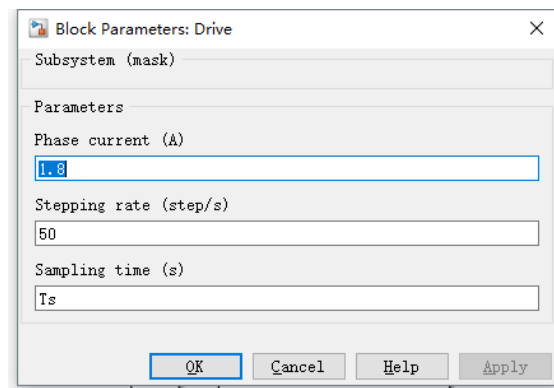 Block Parameters: Drive
Subsystem (mask)
Parameters
Phase current (A)
1.8
Stepping rate (step/s)
50
Sampling time (s)
Ts
OK Cancel Help Apply